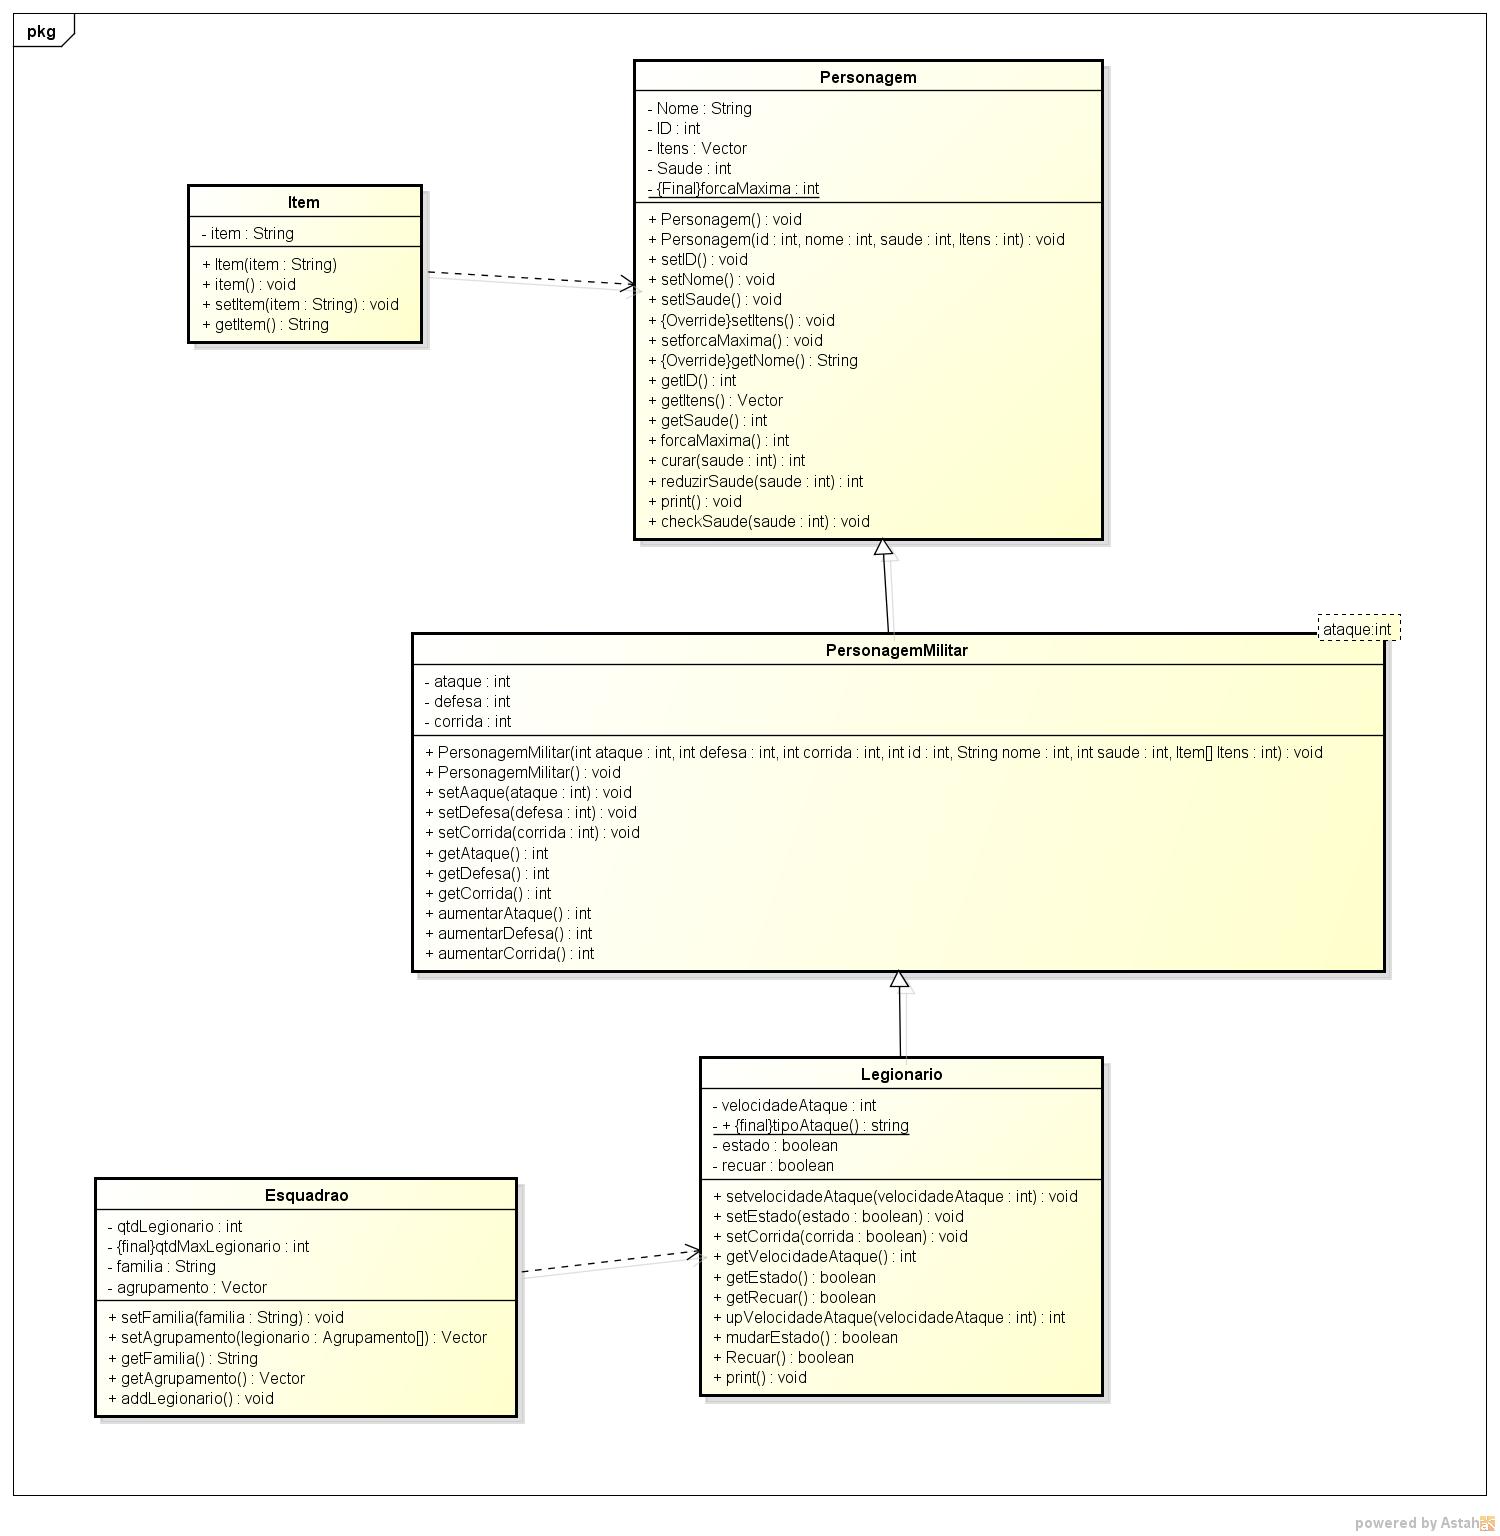 pkg
Personagem
- Nome : String
- ID : int
- Itens : Vector
- Saude : int
- {Final}forcaMaxima : int
+ Personagem() : void
+ Personagem(id : int, nome : int, saude : int, Itens : int) : void
+ setID() : void
+ setNome() : void
+ setISaude() : void
+ {Override}setItens() : void
+ setforcaMaxima() : void
+ {Override}getNome() : String
+ getID() : int
+ getItens() : Vector
+ getSaude() : int
+ forcaMaxima() : int
+ curar(saude : int) : int
+ reduzirSaude(saude : int) : int
+ print() : void
+ checkSaude(saude : int) : void
Item
- item : String
+ Item(item : String)
+ item() : void
+ setItem(item : String) : void
+ getItem() : String
ataque:int
PersonagemMilitar
- ataque : int
- defesa : int
- corrida : int
+ PersonagemMilitar(int ataque : int, int defesa : int, int corrida : int, int id : int, String nome : int, int saude : int, Item[] Itens : int) : void
+ PersonagemMilitar() : void
+ setAaque(ataque : int) : void
+ setDefesa(defesa : int) : void
+ setCorrida(corrida : int) : void
+ getAtaque() : int
+ getDefesa() : int
+ getCorrida() : int
+ aumentarAtaque() : int
+ aumentarDefesa() : int
+ aumentarCorrida() : int
Legionario
- velocidadeAtaque : int
- + {final}tipoAtaque() : string
- estado : boolean
- recuar : boolean
+ setvelocidadeAtaque(velocidadeAtaque : int) : void
+ setEstado(estado : boolean) : void
+ setCorrida(corrida : boolean) : void
+ getVelocidadeAtaque() : int
+ getEstado() : boolean
+ getRecuar() : boolean
+ upVelocidadeAtaque(velocidadeAtaque : int) : int
+ mudarEstado() : boolean
+ Recuar() : boolean
+ print() : void
Esquadrao
- qtdLegionario : int
- {final}qtdMaxLegionario : int
- familia : String
- agrupamento : Vector
+ setFamilia(familia : String) : void
+ setAgrupamento(legionario : Agrupamento[]) : Vector
+ getFamilia() : String
+ getAgrupamento() : Vector
+ addLegionario() : void
powered by Astah